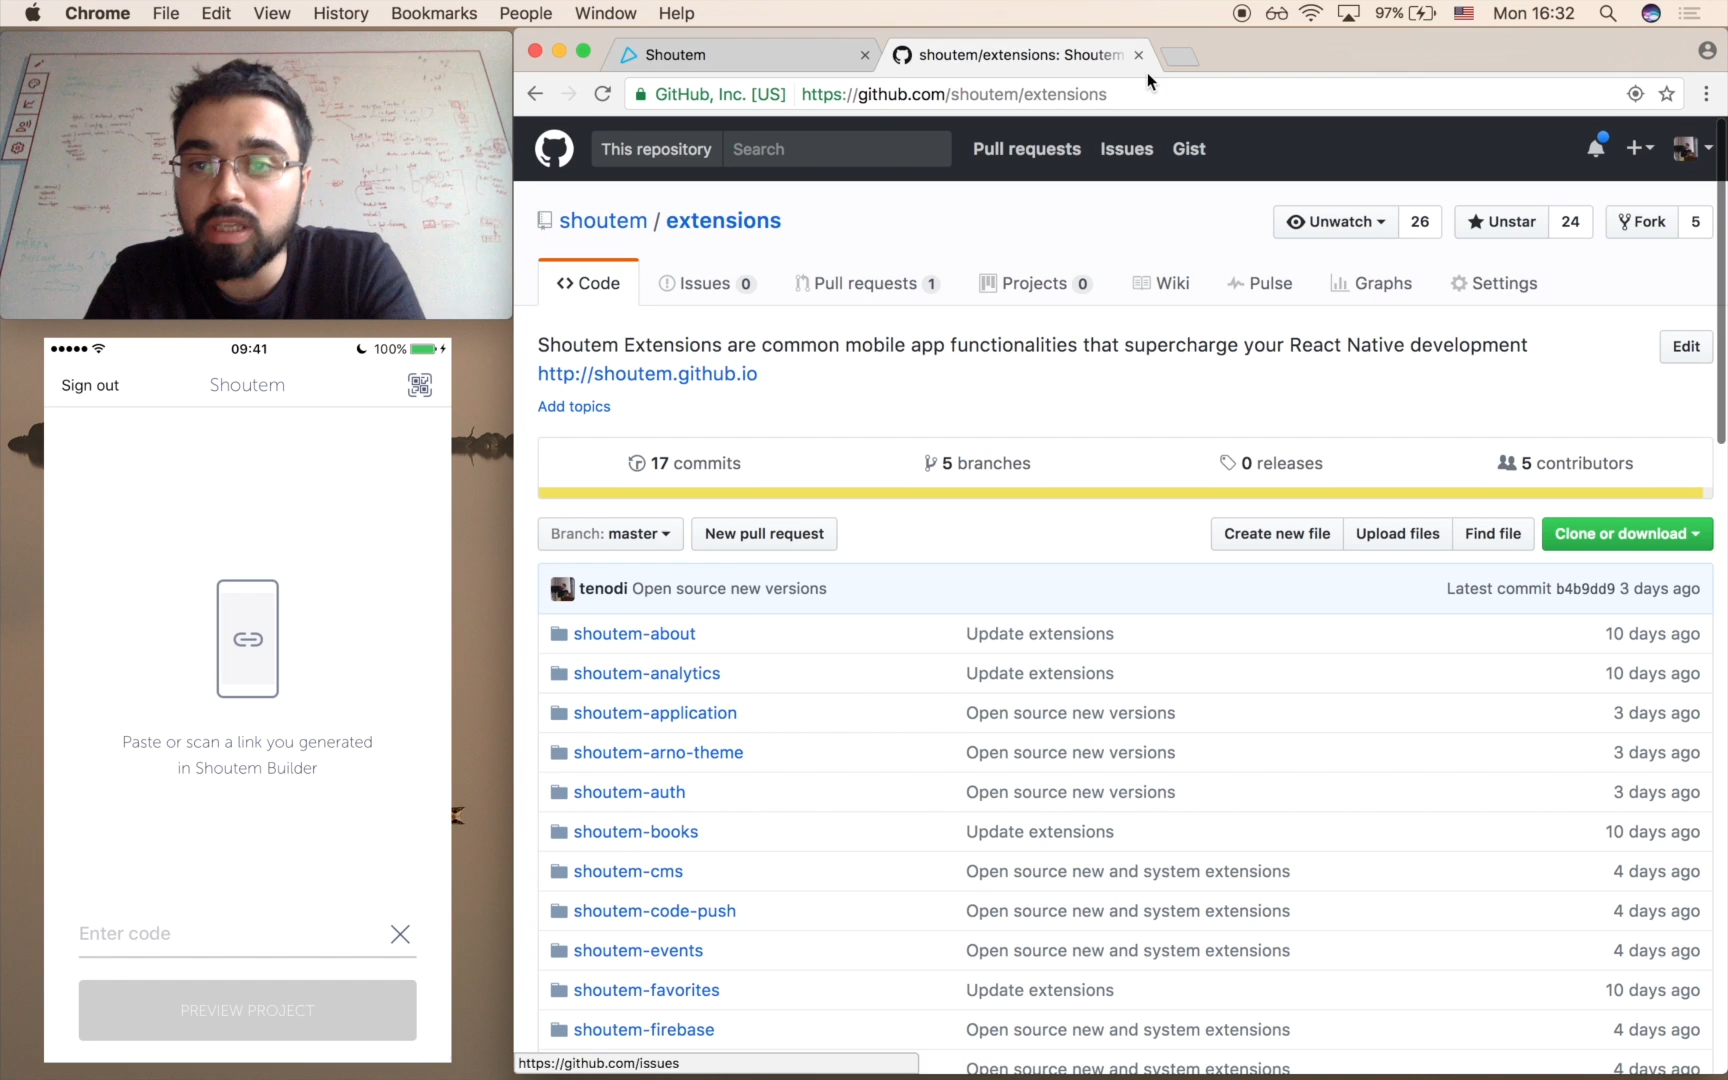 Chrome File Edit View History Bookmarks People Window Help
97% Mon 16:32
Shoutem
shoutem/extensions: Shoutem
GitHub, Inc. [US] https://github.com/shoutem/extensions
This repository Search Pull requests Issues Gist
shoutem / extensions
Unwatch 26 Unstar 24 Fork 5
Code Issues 0 Pull requests 1 Projects 0 Wiki Pulse Graphs Settings
Shoutem Extensions are common mobile app functionalities that supercharge your React Native development
http://shoutem.github.io
Edit
Add topics
17 commits 5 branches 0 releases 5 contributors
Branch: master New pull request Create new file Upload files Find file Clone or download
tenodi Open source new versions Latest commit b4b9dd9 3 days ago
shoutem-about Update extensions 10 days ago
shoutem-analytics Update extensions 10 days ago
shoutem-application Open source new versions 3 days ago
shoutem-arno-theme Open source new versions 3 days ago
shoutem-auth Open source new versions 3 days ago
shoutem-books Update extensions 10 days ago
shoutem-cms Open source new and system extensions 4 days ago
shoutem-code-push Open source new and system extensions 4 days ago
shoutem-events Open source new and system extensions 4 days ago
shoutem-favorites Update extensions 10 days ago
shoutem-firebase Open source new and system extensions 4 days ago
Open source new and system extensions 4 days ago
https://github.com/issues
09:41 100%
Sign out Shoutem
Paste or scan a link you generated
in Shoutem Builder
Enter code
PREVIEW PROJECT